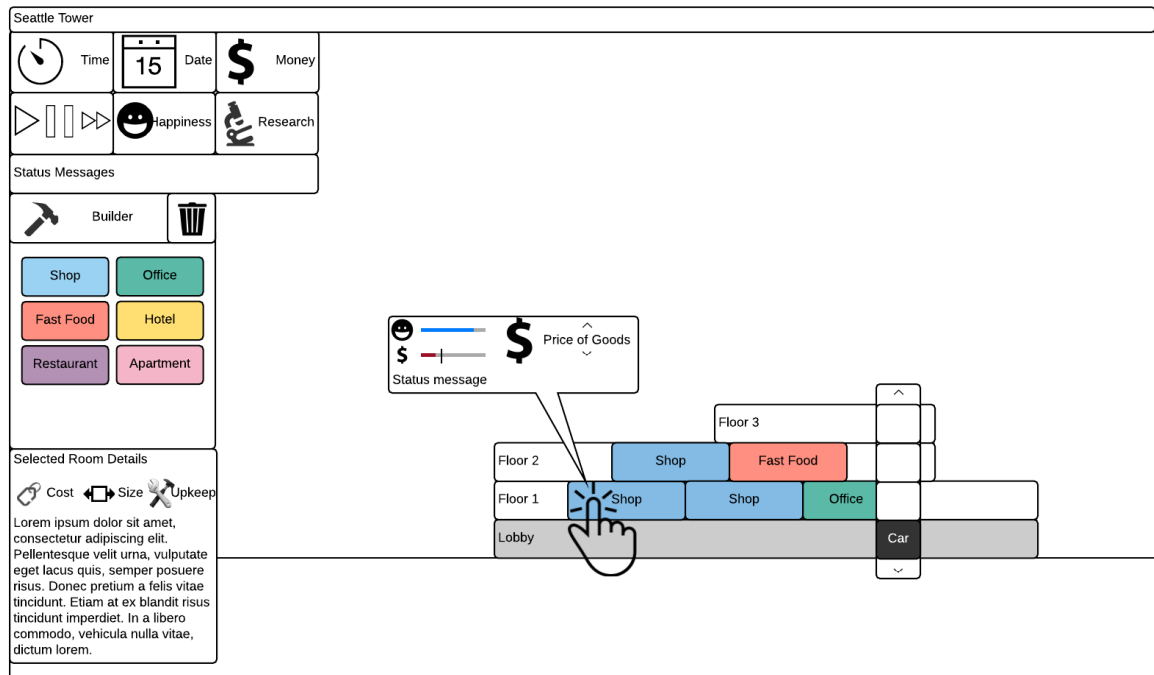 Seattle Tower
Time
15
Date
$
Money
Happiness
Research
Status Messages
Builder
Shop
Office
Fast Food
Hotel
Restaurant
Apartment
Selected Room Details
Cost
Size
Upkeep
Lorem ipsum dolor sit amet,
consectetur adipiscing elit.
Pellentesque velit urna, vulputate
eget lacus quis, semper posuere
risus. Donec pretium a felis vitae
tincidunt. Etiam at ex blandit risus
tincidunt imperdiet. In a libero
commodo, vehicula nulla vitae,
dictum lorem.
$
$
Price of Goods
Status message
Floor 3
Floor 2
Shop
Fast Food
Floor 1
Shop
Shop
Office
Lobby
Car